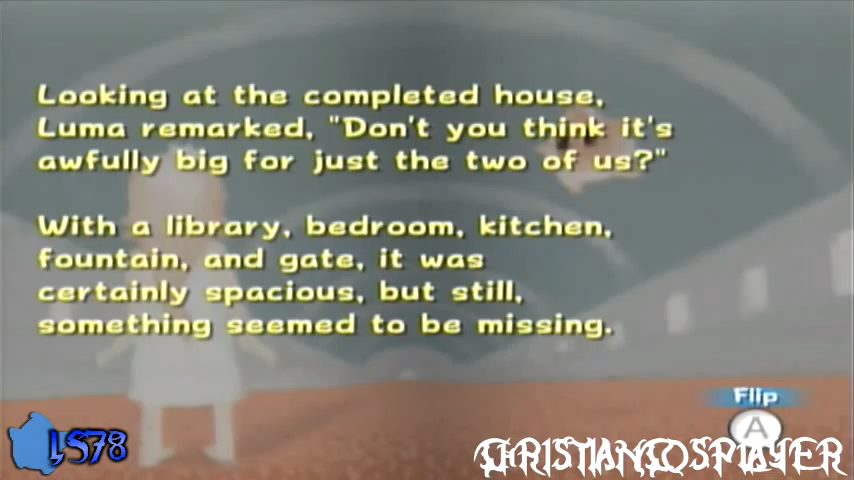 Looking at the completed house,
Luma remarked, "Don't you think it's
awfully big for just the two of us?"
With a library, bedroom, kitchen,
fountain, and gate, it was
certainly spacious, but still,
something seemed to be missing.
Flip
A
LS78